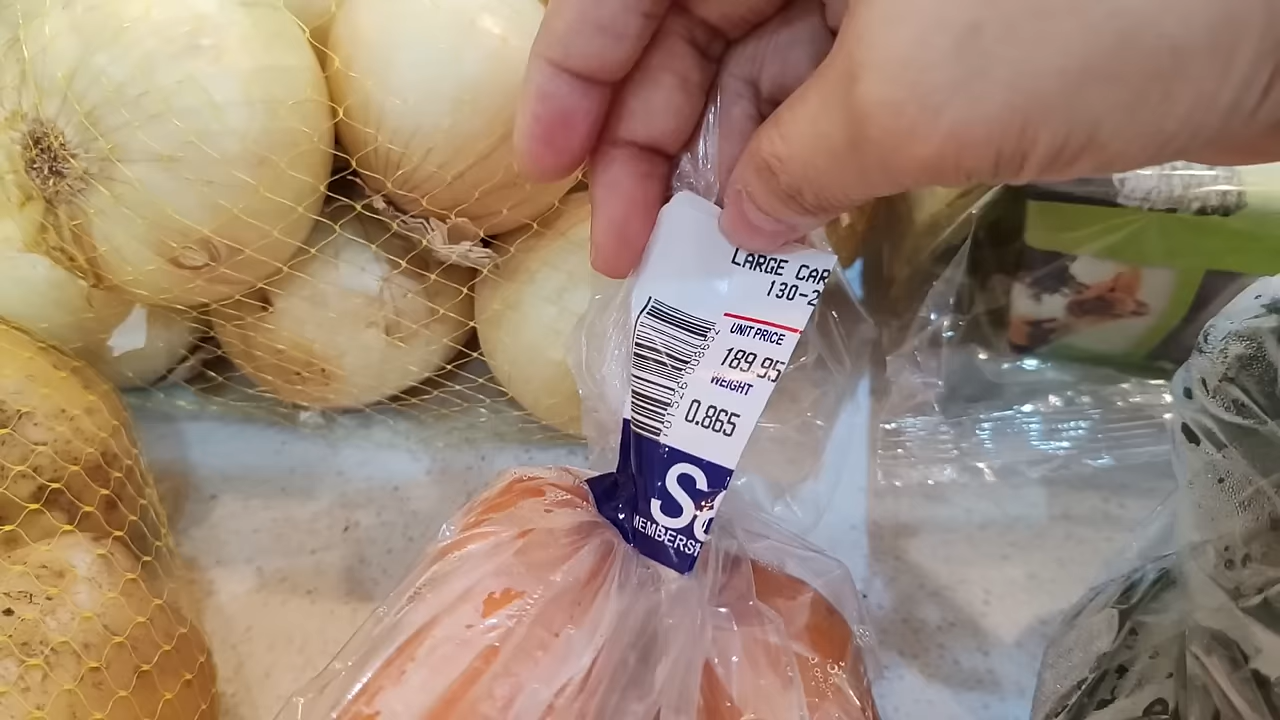 LARGE CAR
130-2
UNIT PRICE
189.95
WEIGHT
0.865
S
MEMBERS